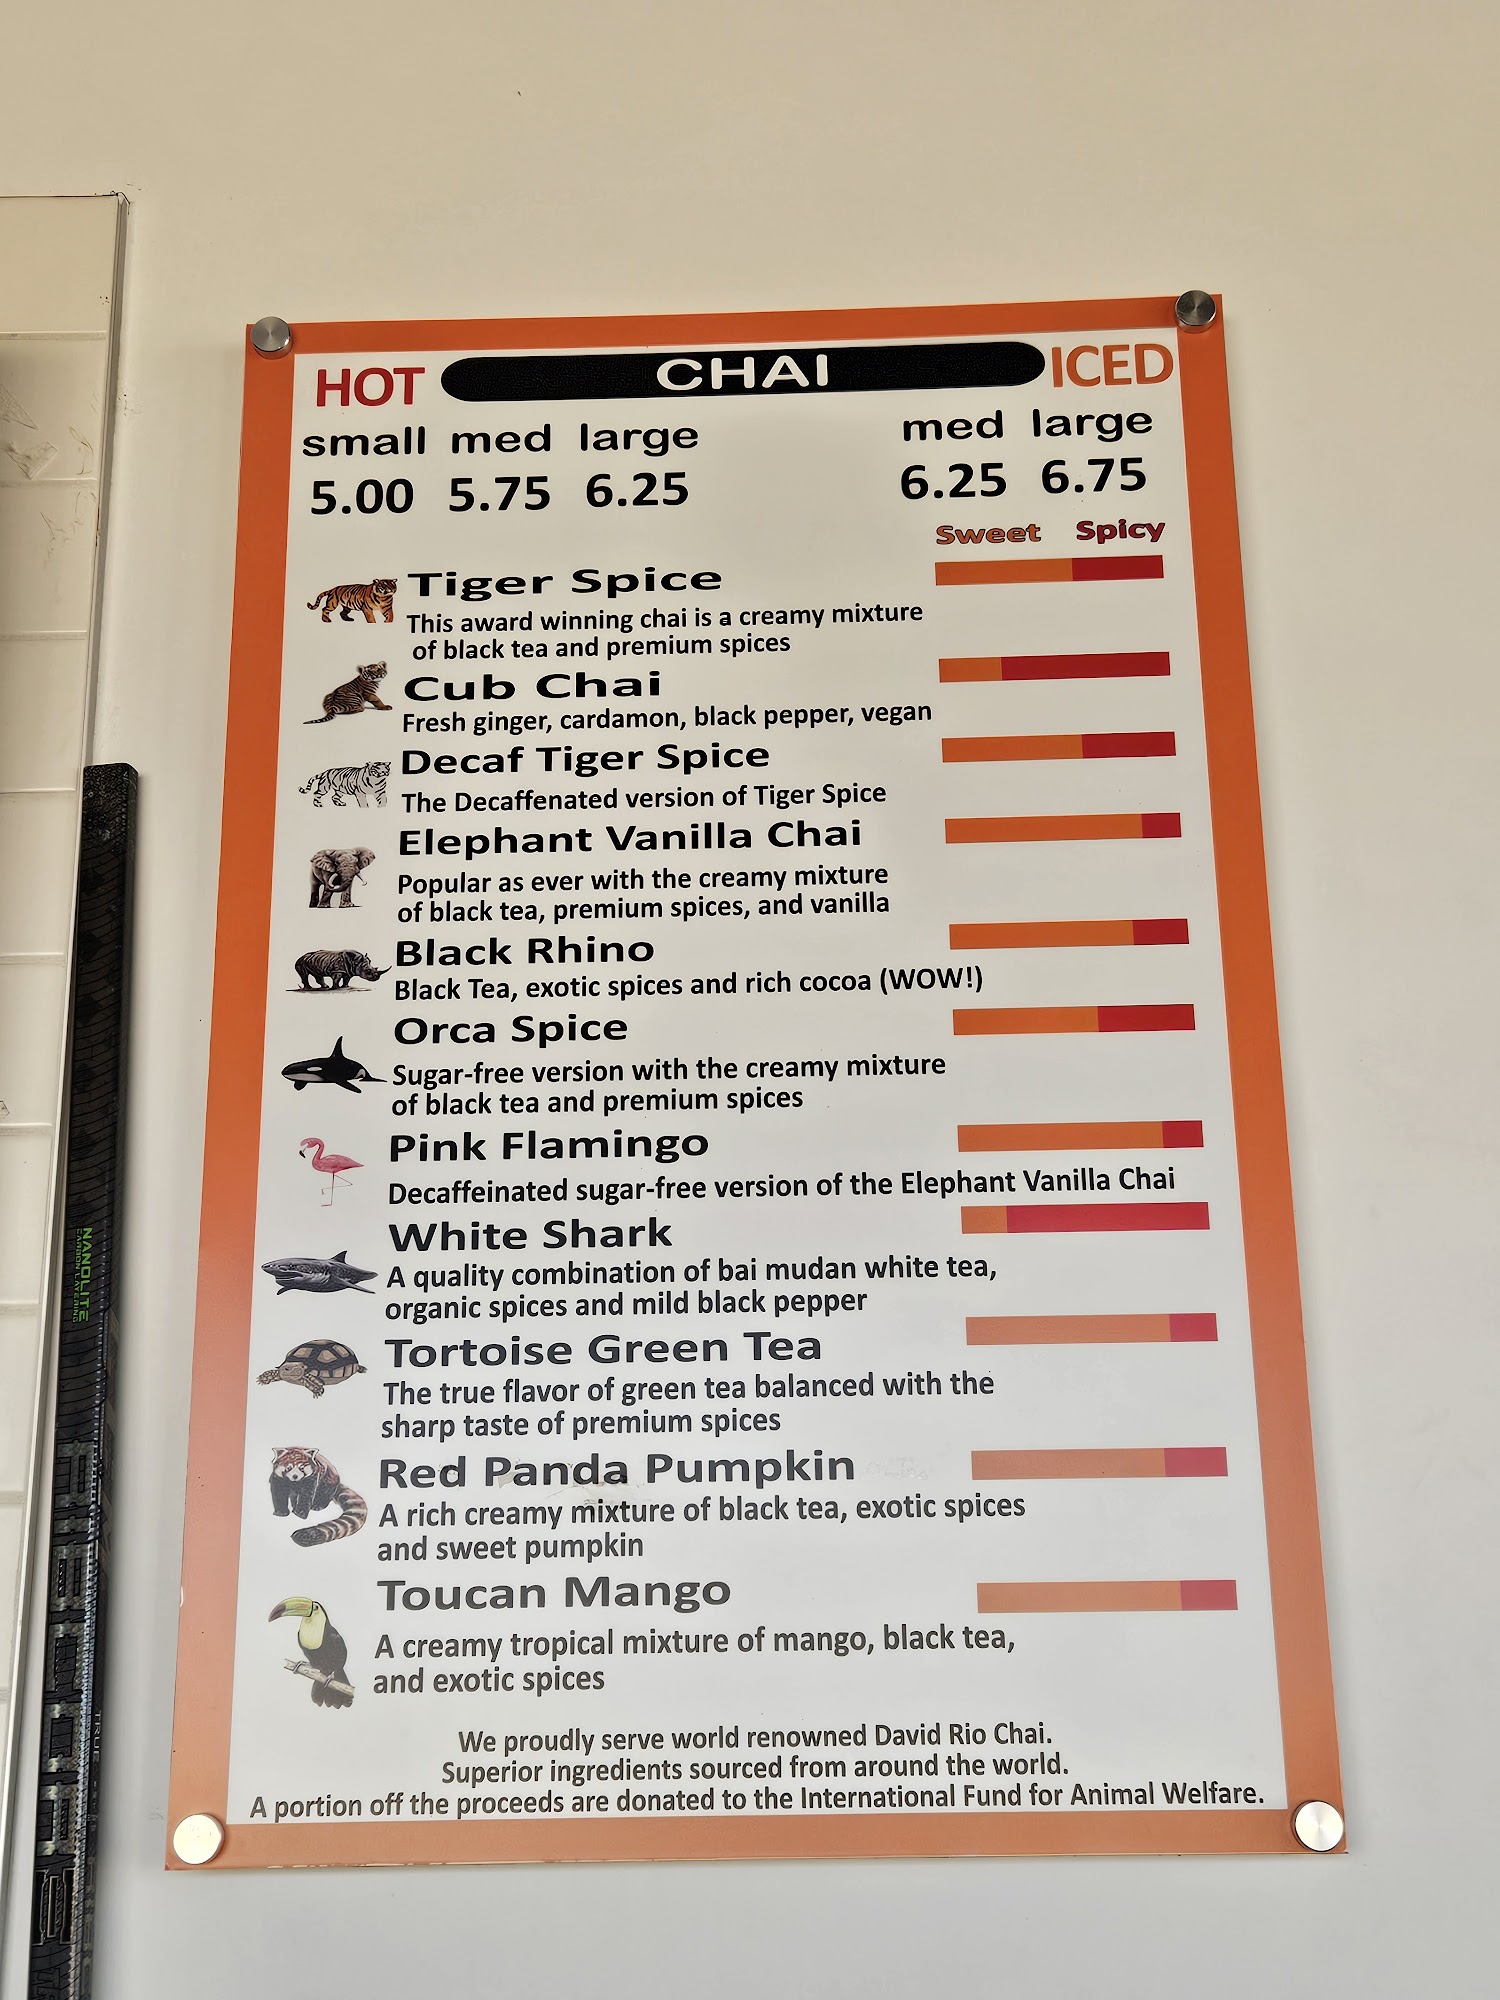 HOT CHAI ICED
small med large med large
5.00 5.75 6.25 6.25 6.75
Sweet Spicy
Tiger Spice
This award winning chai is a creamy mixture
of black tea and premium spices
Cub Chai
Fresh ginger, cardamon, black pepper, vegan
Decaf Tiger Spice
The Decaffenated version of Tiger Spice
Elephant Vanilla Chai
Popular as ever with the creamy mixture
of black tea, premium spices, and vanilla
Black Rhino
Black Tea, exotic spices and rich cocoa (WOW!)
Orca Spice
Sugar-free version with the creamy mixture
of black tea and premium spices
Pink Flamingo
Decaffeinated sugar-free version of the Elephant Vanilla Chai
White Shark
A quality combination of bai mudan white tea,
organic spices and mild black pepper
Tortoise Green Tea
The true flavor of green tea balanced with the
sharp taste of premium spices
Red Panda Pumpkin
A rich creamy mixture of black tea, exotic spices
and sweet pumpkin
Toucan Mango
A creamy tropical mixture of mango, black tea,
and exotic spices
We proudly serve world renowned David Rio Chai.
Superior ingredients sourced from around the world.
A portion off the proceeds are donated to the International Fund for Animal Welfare.
NANOLITE
CARBON LAYERING